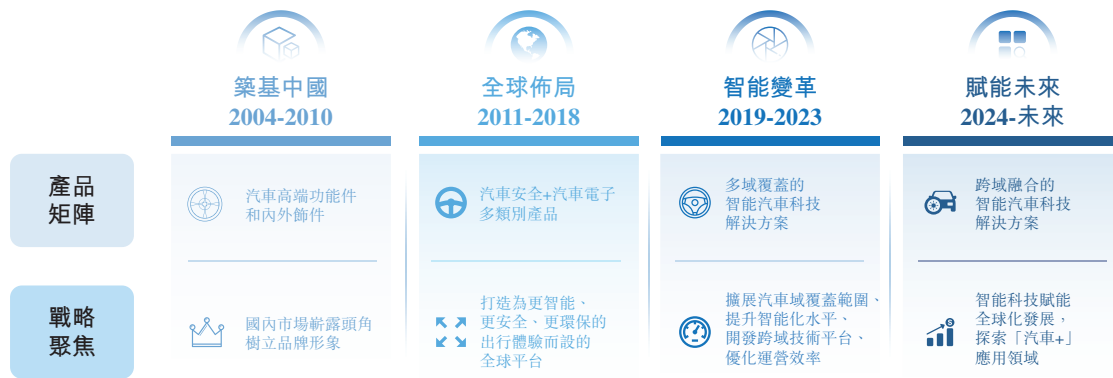 築基中國
2004-2010
全球佈局
2011-2018
智能變革
2019-2023
賦能未來
2024-未來
產品
矩陣
汽車高端功能件
和內外飾件
汽車安全+汽車電子
多類別產品
多域覆蓋的
智能汽車科技
解決方案
跨域融合的
智能汽車科技
解決方案
戰略
聚焦
國內市場嶄露頭角
樹立品牌形象
打造為更智能、
更安全、更環保的
出行體驗而設的
全球平台
擴展汽車域覆蓋範圍、
提升智能化水平、
開發跨域技術平台、
優化運營效率
$
智能科技賦能
全球化發展，
探索「汽車+」
應用領域